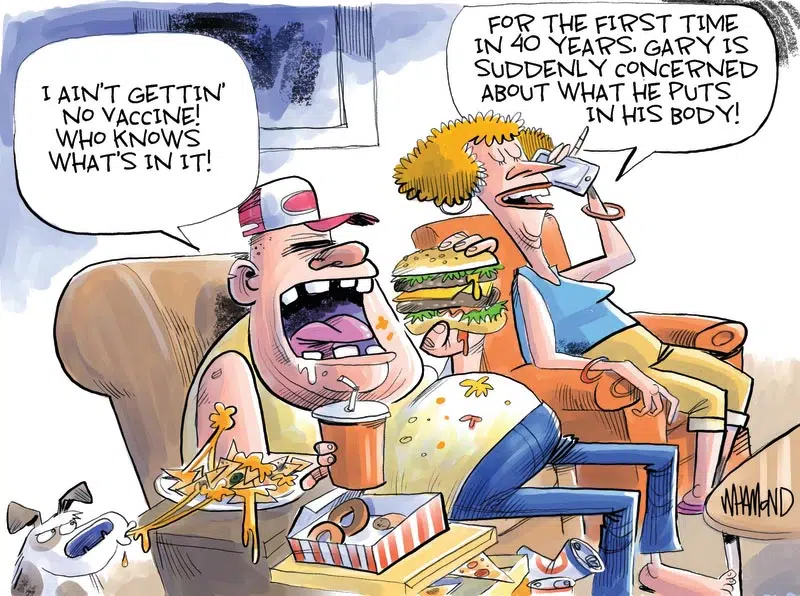 I AIN'T GETTIN'
NO VACCINE!
WHO KNOWS
WHAT'S IN IT!
FOR THE FIRST TIME
IN 40 YEARS, GARY IS
SUDDENLY CONCERNED
ABOUT WHAT HE PUTS
IN HIS BODY!
WHAMOND